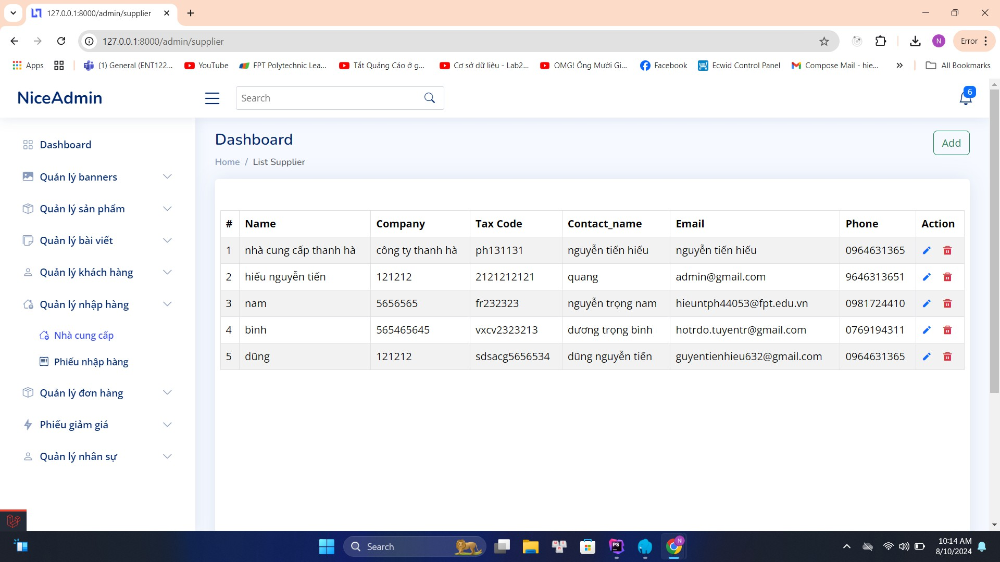 127.0.0.1:8000/admin/supplier
127.0.0.1:8000/admin/supplier
N
Error
Apps
(1) General (ENT122...
YouTube
FPT Polytechnic Lea...
Tắt Quảng Cáo ở g...
Cơ sở dữ liệu - Lab2...
OMG! Ông Mười Gi...
Facebook
Ecwid Control Panel
Compose Mail - hie...
All Bookmarks
NiceAdmin
Search
6
Dashboard
Quản lý banners
Quản lý sản phẩm
Quản lý bài viết
Quản lý khách hàng
Quản lý nhập hàng
Nhà cung cấp
Phiếu nhập hàng
Quản lý đơn hàng
Phiếu giảm giá
Quản lý nhân sự
Dashboard
Home / List Supplier
Add
# Name Company Tax Code Contact_name Email Phone Action
1 nhà cung cấp thanh hà công ty thanh hà ph131131 nguyễn tiến hiếu nguyễn tiến hiếu 0964631365
2 hiếu nguyễn tiến 121212 2121212121 quang admin@gmail.com 9646313651
3 nam 5656565 fr232323 nguyễn trọng nam hieuntph44053@fpt.edu.vn 0981724410
4 bình 565465645 vxcv2323213 dương trọng bình hotrdo.tuyentr@gmail.com 0769194311
5 dũng 121212 sdsacg5656534 dũng nguyễn tiến guyentienhieu632@gmail.com 0964631365
Search
PS
N
10:14 AM
8/10/2024